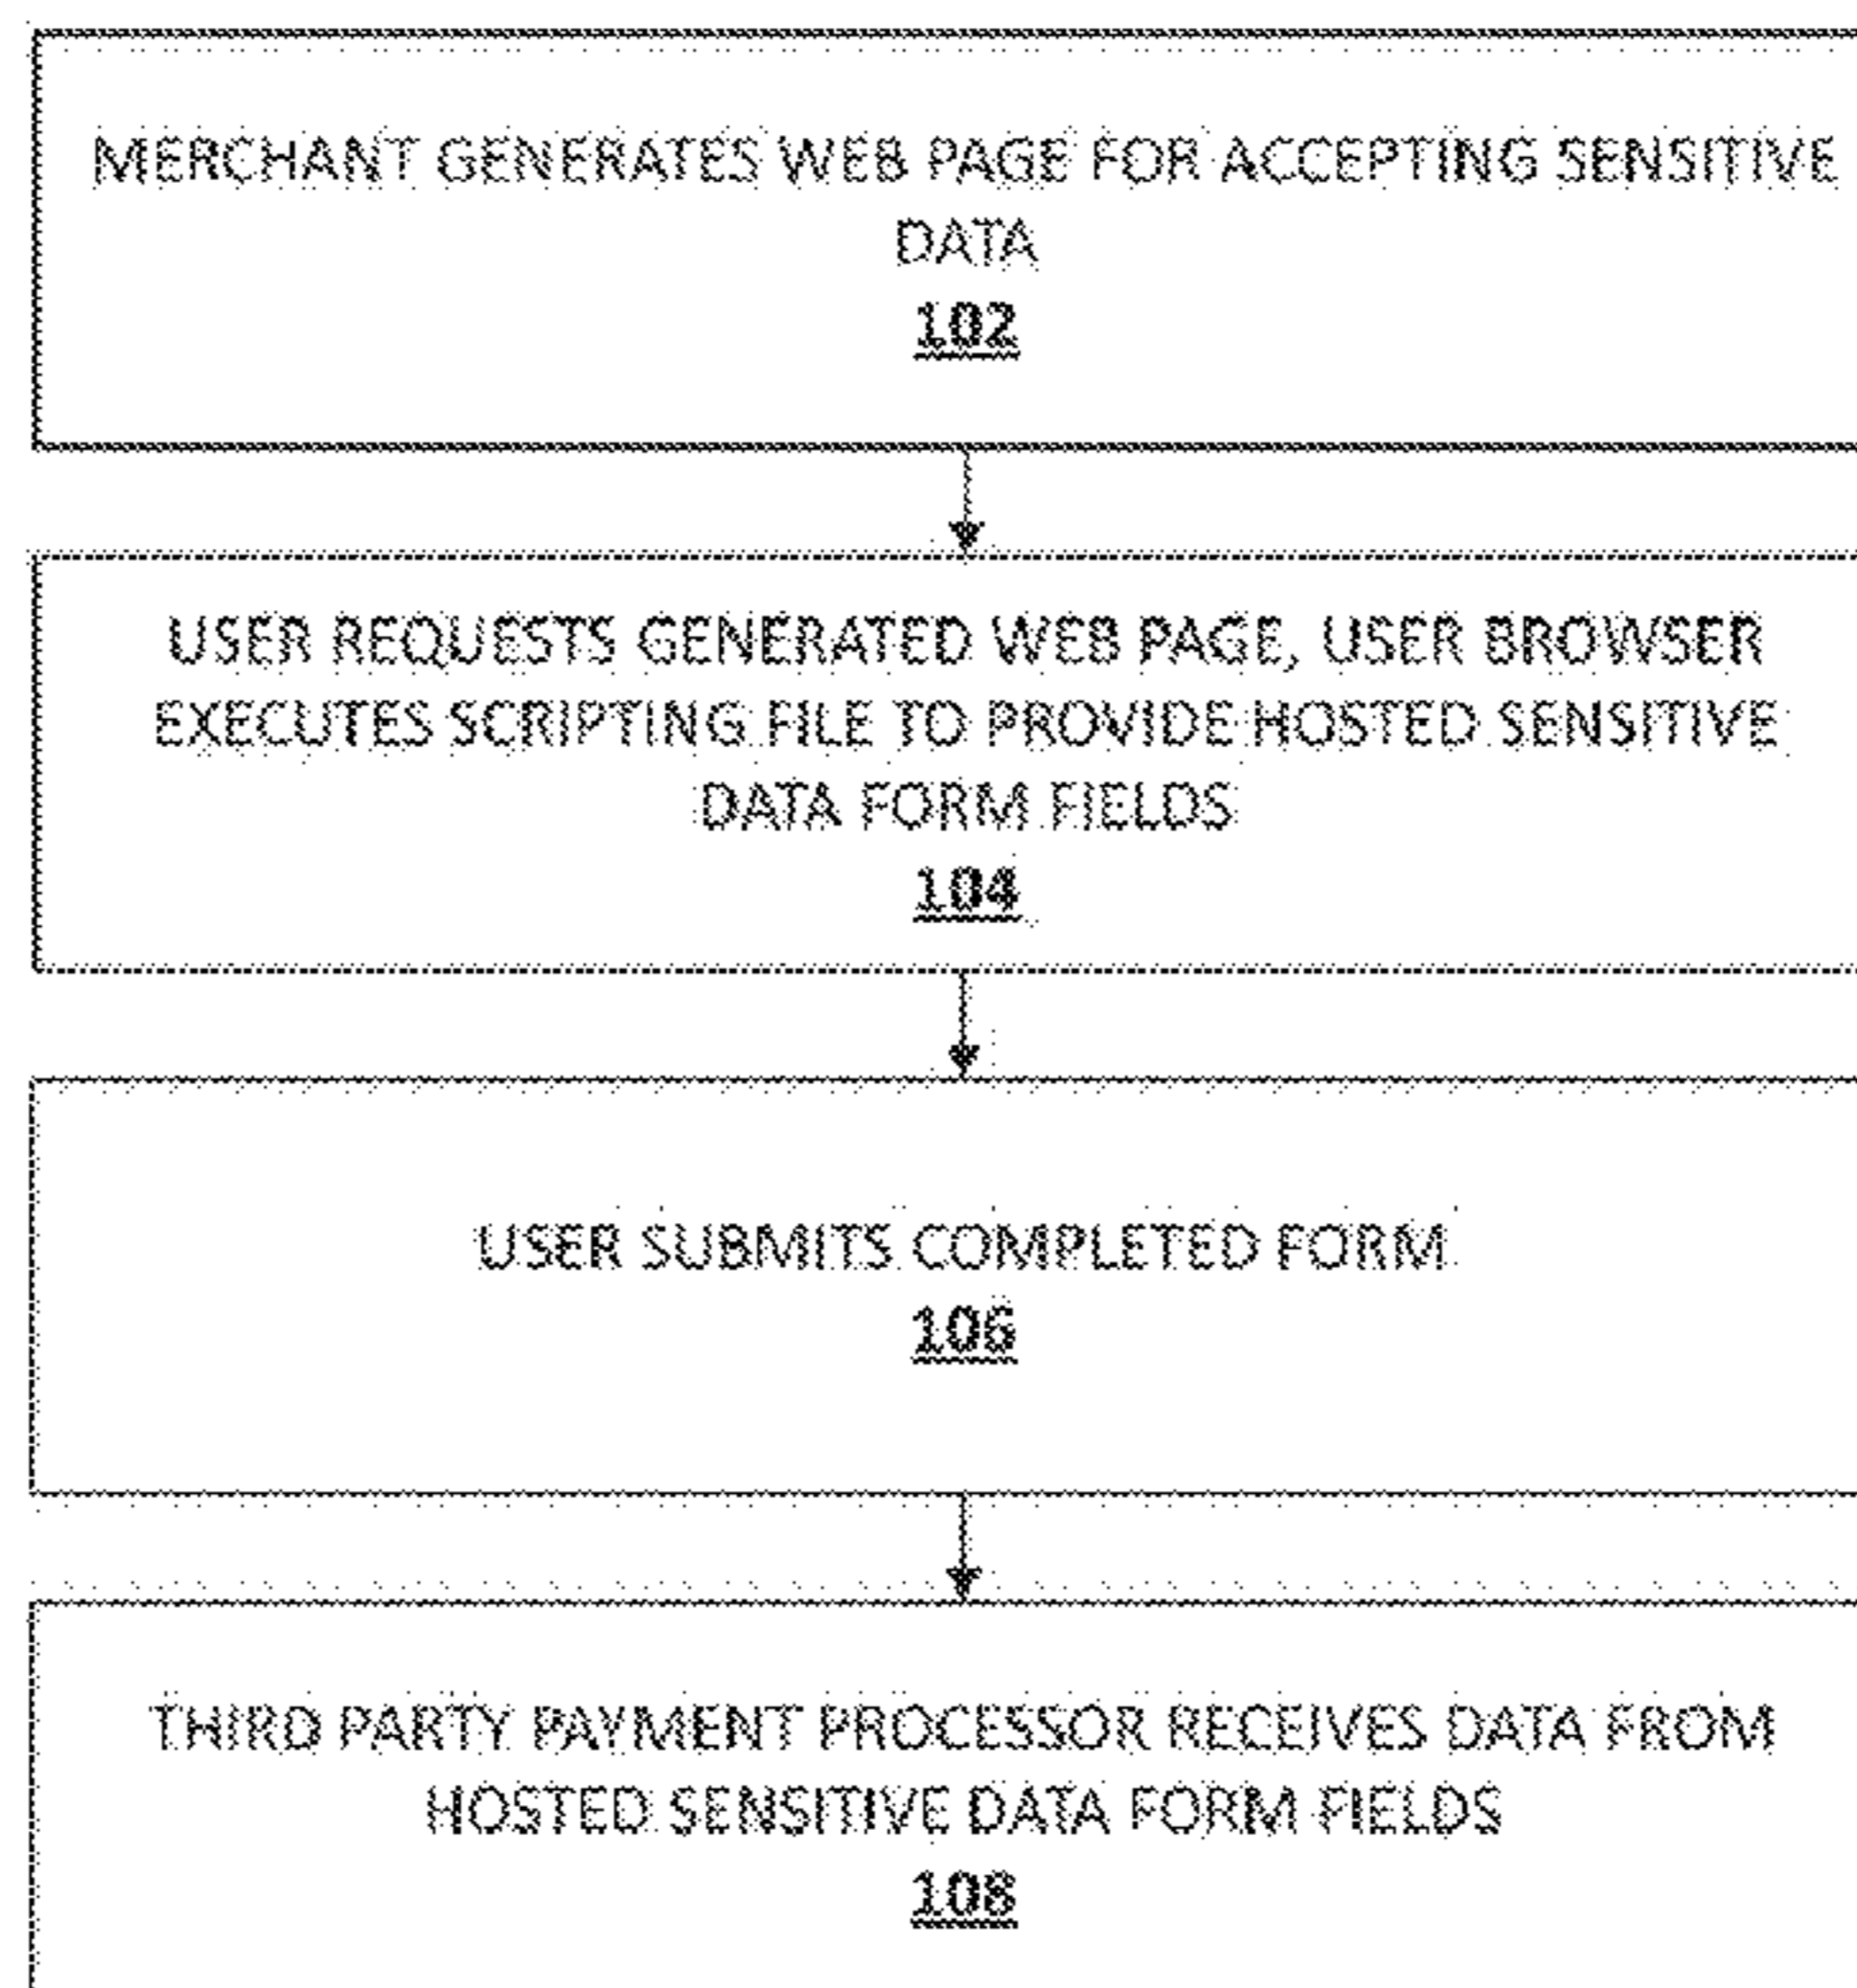 MERCHANT GENERATES WEB PAGE FOR ACCEPTING SENSITIVE
DATA
102
USER REQUESTS GENERATED WEB PAGE, USER BROWSER
EXECUTES SCRIPTING FILE TO PROVIDE HOSTED SENSITIVE
DATA FORM FIELDS
104
USER SUBMITS COMPLETED FORM
106
THIRD PARTY PAYMENT PROCESSOR RECEIVES DATA FROM
HOSTED SENSITIVE DATA FORM FIELDS
108